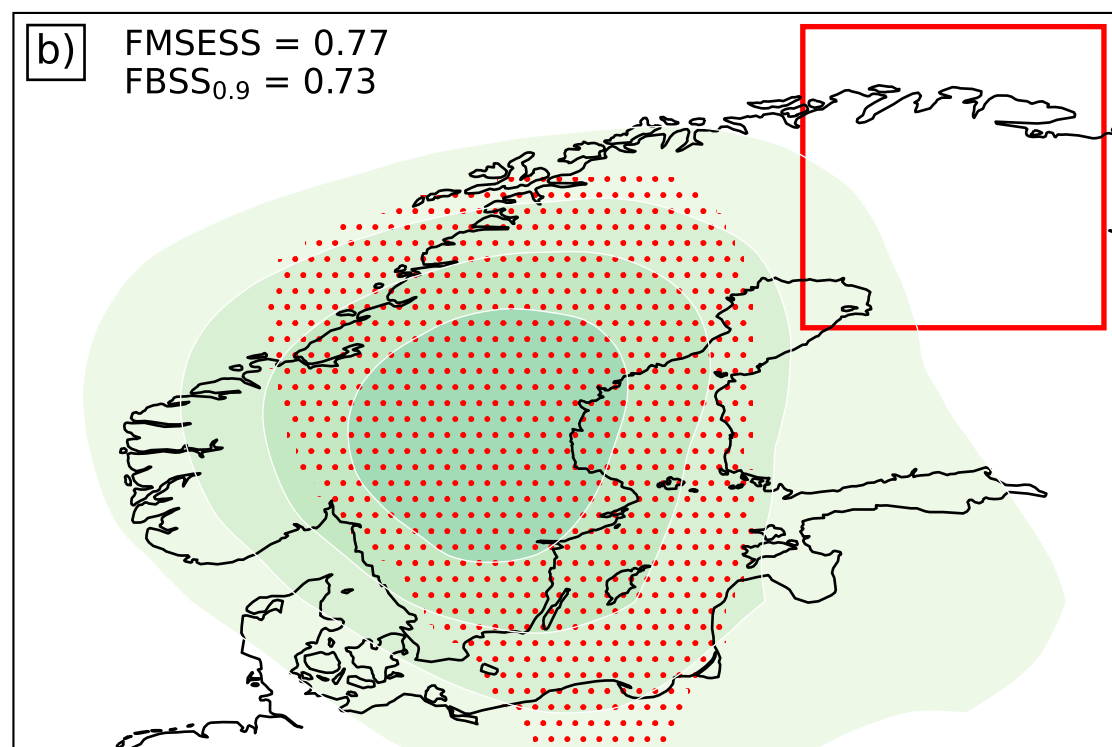 b)
FMSESS = 0.77
FBSS0.9 = 0.73